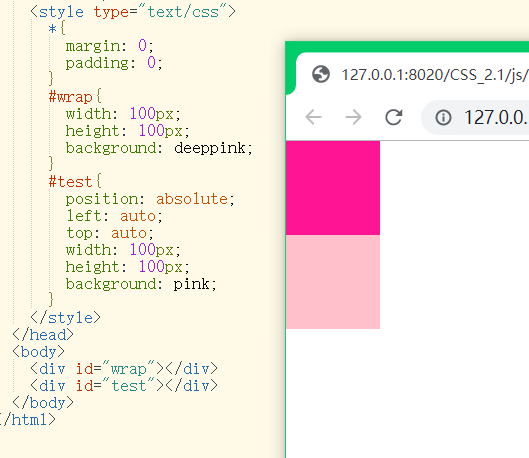 <style type="text/css">
*{
margin: 0;
padding: 0;
}
#wrap{
width: 100px;
height: 100px;
background: deeppink;
}
#test{
position: absolute;
left: auto;
top: auto;
width: 100px;
height: 100px;
background: pink;
}
</style>
</head>
<body>
<div id="wrap"></div>
<div id="test"></div>
</body>
/html>
127.0.0.1:8020/CSS_2.1/js/
127.0.0.